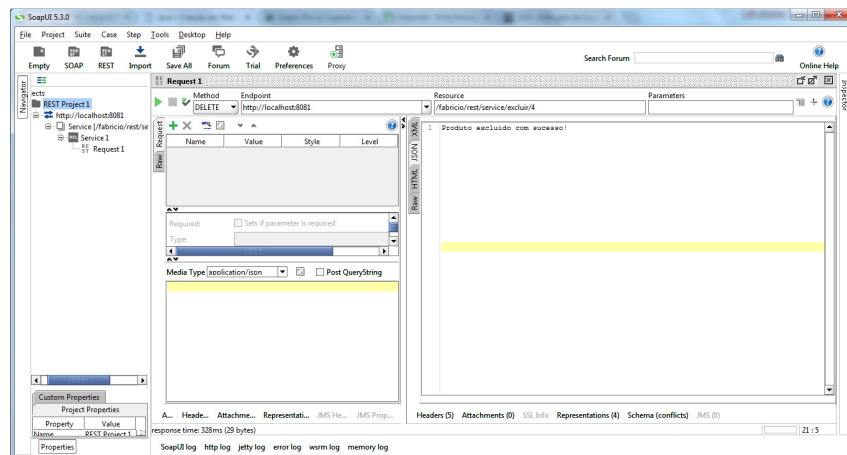 SoapUI 5.3.0
File Project Suite Case Step Tools Desktop Help
Empty SOAP REST Import Save All Forum Trial Preferences Proxy
Search Forum
Online Help
Navigator
ects
REST Project 1
http://localhost:8081
Service [/fabricio/rest/se
Service 1
Request 1
Request 1
Method Endpoint Resource Parameters
DELETE http://localhost:8081 /fabricio/rest/service/excluir/4
Inspector
Request
Raw
Name Value Style Level
Required: Sets if parameter is required
Type:
Media Type application/json Post QueryString
A... Heade... Attachme... Representati... JMS He... JMS Prop...
XML
JSON
HTML
Raw
1 Produto excluido com sucesso!
Headers (5) Attachments (0) SSL Info Representations (4) Schema (conflicts) JMS (0)
response time: 328ms (29 bytes)
21 : 5
Custom Properties
Project Properties
Property Value
Name REST Project 1
Properties
SoapUI log http log jetty log error log wsrm log memory log